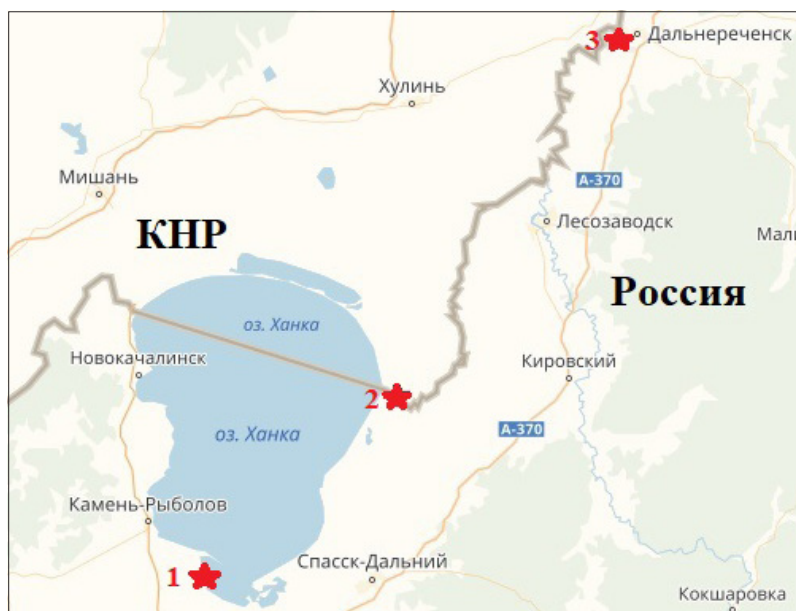 3
Дальнереченск
Хулинь
Мишань
А-370
КНР
Лесозаводск
Мали
Россия
оз. Ханка
Новокачалинск
Кировский
2
А-370
оз. Ханка
Камень-Рыболов
Спасск-Дальний
1
Кокшаровка